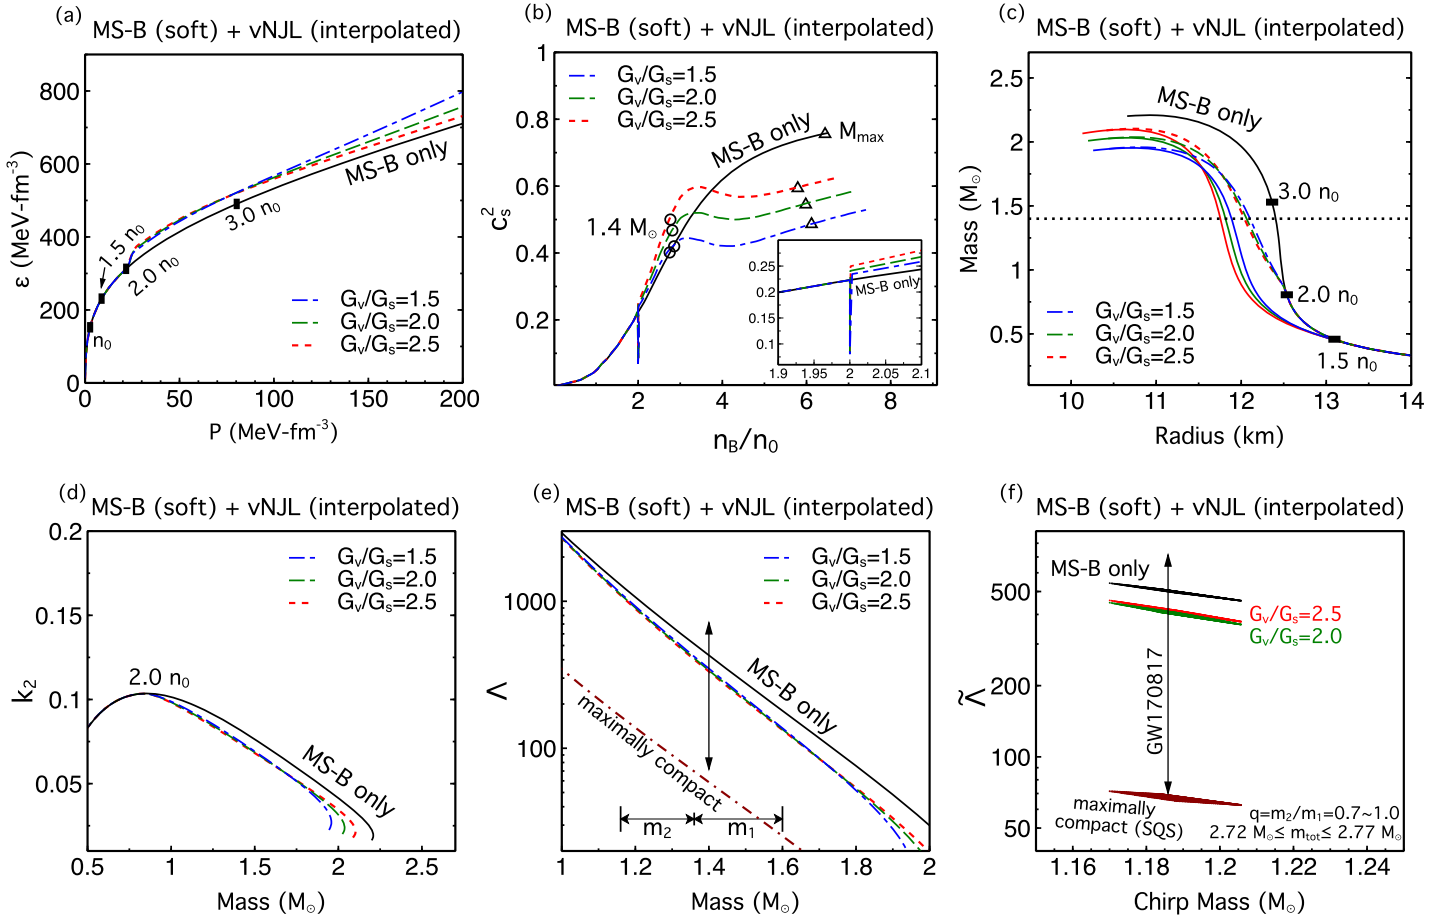 (a)
MS-B (soft) + vNJL (interpolated)
800
600
400
200
0
ε (MeV-fm⁻³)
n₀
1.5 n₀
2.0 n₀
3.0 n₀
MS-B only
Gᵥ/Gₛ=1.5
Gᵥ/Gₛ=2.0
Gᵥ/Gₛ=2.5
0 50 100 150 200
P (MeV-fm⁻³)
(b)
MS-B (soft) + vNJL (interpolated)
1
0.8
0.6
0.4
0.2
cₛ²
Gᵥ/Gₛ=1.5
Gᵥ/Gₛ=2.0
Gᵥ/Gₛ=2.5
MS-B only
Mₘₐₓ
1.4 M☉
0.25
0.2
0.15
0.1
MS-B only
1.9 1.95 2 2.05 2.1
2 4 6 8
n_B/n₀
(c)
MS-B (soft) + vNJL (interpolated)
2.5
2.0
1.5
1.0
0.5
Mass (M☉)
MS-B only
3.0 n₀
2.0 n₀
1.5 n₀
Gᵥ/Gₛ=1.5
Gᵥ/Gₛ=2.0
Gᵥ/Gₛ=2.5
10 11 12 13 14
Radius (km)
(d)
MS-B (soft) + vNJL (interpolated)
0.2
0.15
0.1
0.05
0
k₂
Gᵥ/Gₛ=1.5
Gᵥ/Gₛ=2.0
Gᵥ/Gₛ=2.5
2.0 n₀
MS-B only
0.5 1 1.5 2 2.5
Mass (M☉)
(e)
MS-B (soft) + vNJL (interpolated)
1000
100
Λ
Gᵥ/Gₛ=1.5
Gᵥ/Gₛ=2.0
Gᵥ/Gₛ=2.5
MS-B only
maximally compact
m₂ m₁
1 1.2 1.4 1.6 1.8 2
Mass (M☉)
(f)
MS-B (soft) + vNJL (interpolated)
500
200
100
50
Λ̃
MS-B only
Gᵥ/Gₛ=2.5
Gᵥ/Gₛ=2.0
GW170817
maximally
compact (SQS)
q=m₂/m₁=0.7~1.0
2.72 M☉≤ mₜₒₜ≤ 2.77 M☉
1.16 1.18 1.20 1.22 1.24
Chirp Mass (M☉)